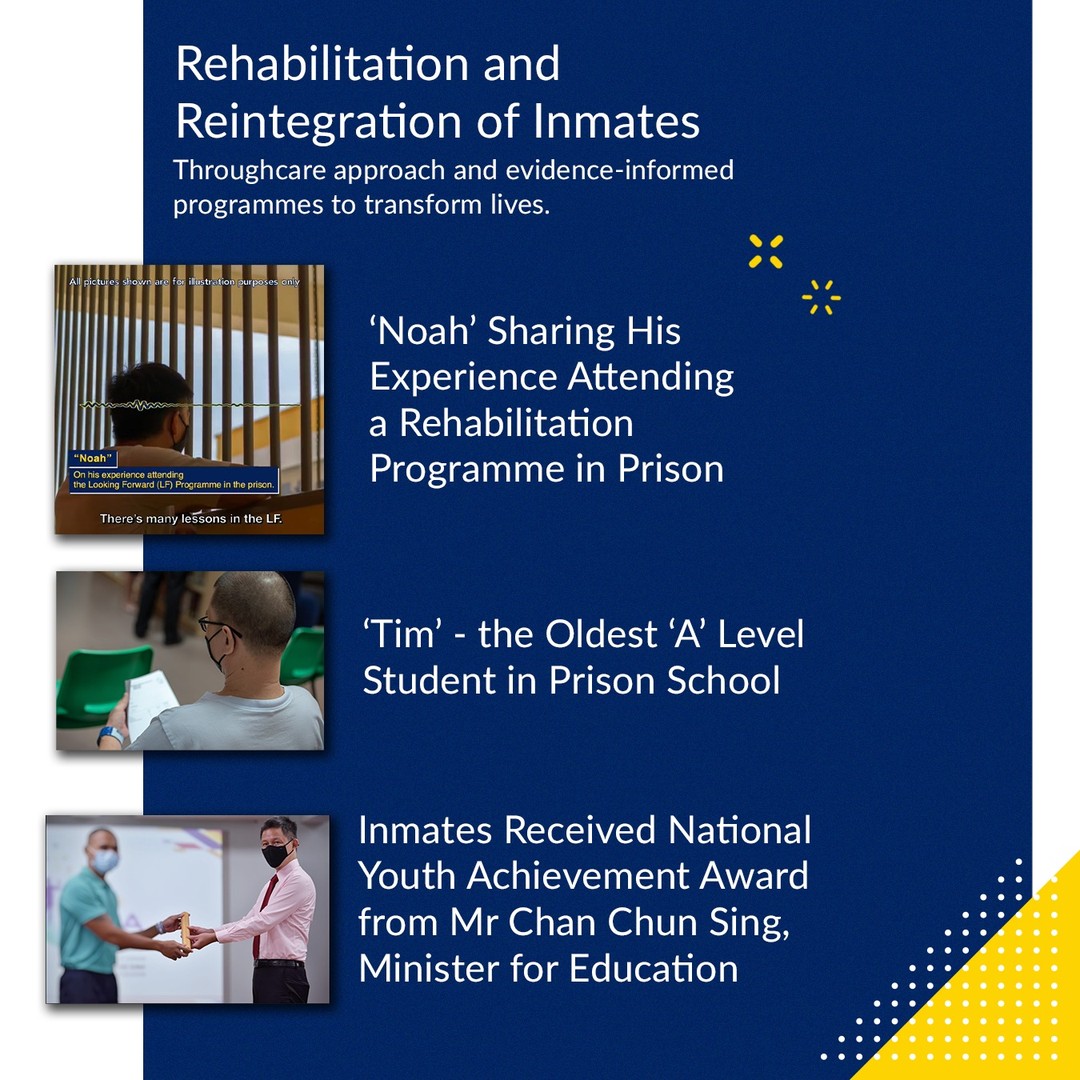 Rehabilitation and
Reintegration of Inmates
Throughcare approach and evidence-informed
programmes to transform lives.
All pictures shown are for illustration purposes only
“Noah”
On his experience attending
the Looking Forward (LF) Programme in the prison.
There's many lessons in the LF.
‘Noah’ Sharing His
Experience Attending
a Rehabilitation
Programme in Prison
‘Tim’ - the Oldest ‘A’ Level
Student in Prison School
Inmates Received National
Youth Achievement Award
from Mr Chan Chun Sing,
Minister for Education